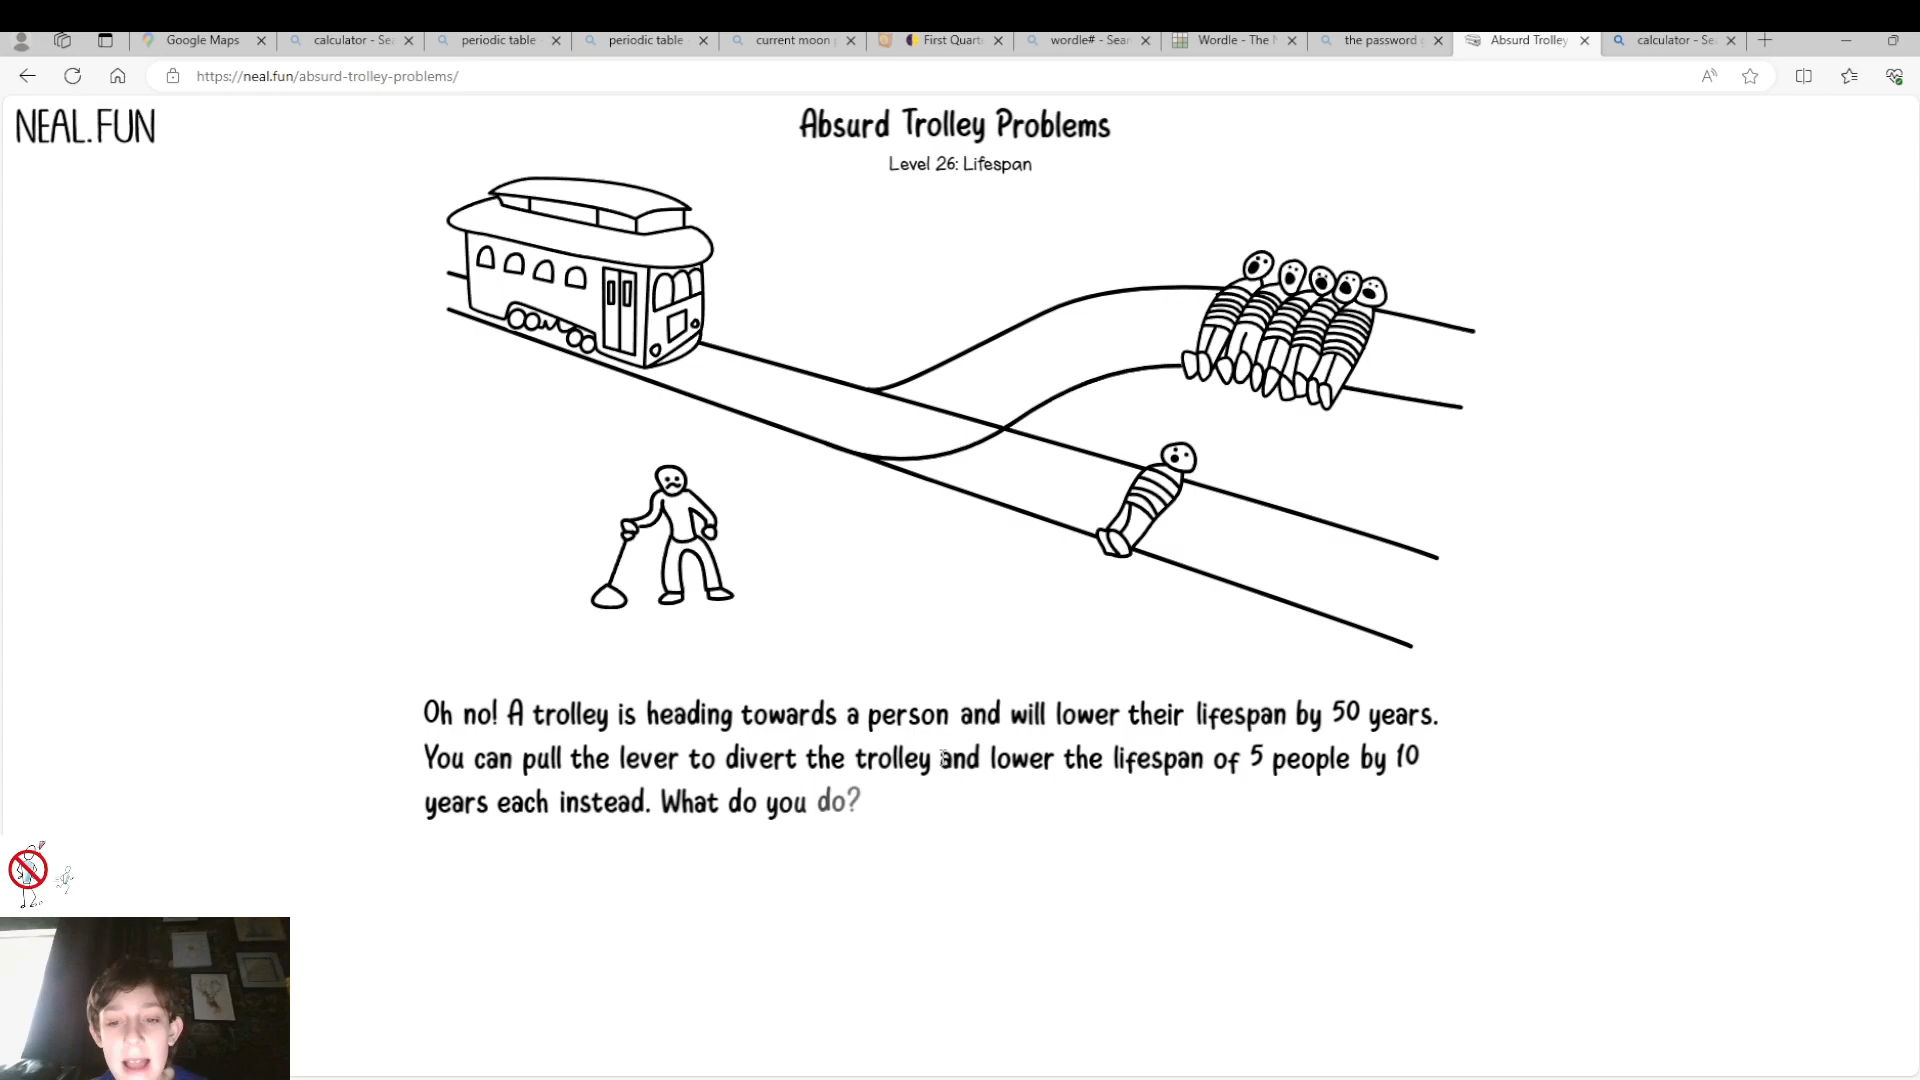 Google Maps
calculator - Se
periodic table
periodic table
current moon p
First Quart
wordle# - Sear
Wordle - The N
the password g
Absurd Trolley
calculator - Se
https://neal.fun/absurd-trolley-problems/
NEAL.FUN
Absurd Trolley Problems
Level 26: Lifespan
Oh no! A trolley is heading towards a person and will lower their lifespan by 50 years.
You can pull the lever to divert the trolley and lower the lifespan of 5 people by 10
years each instead. What do you do?